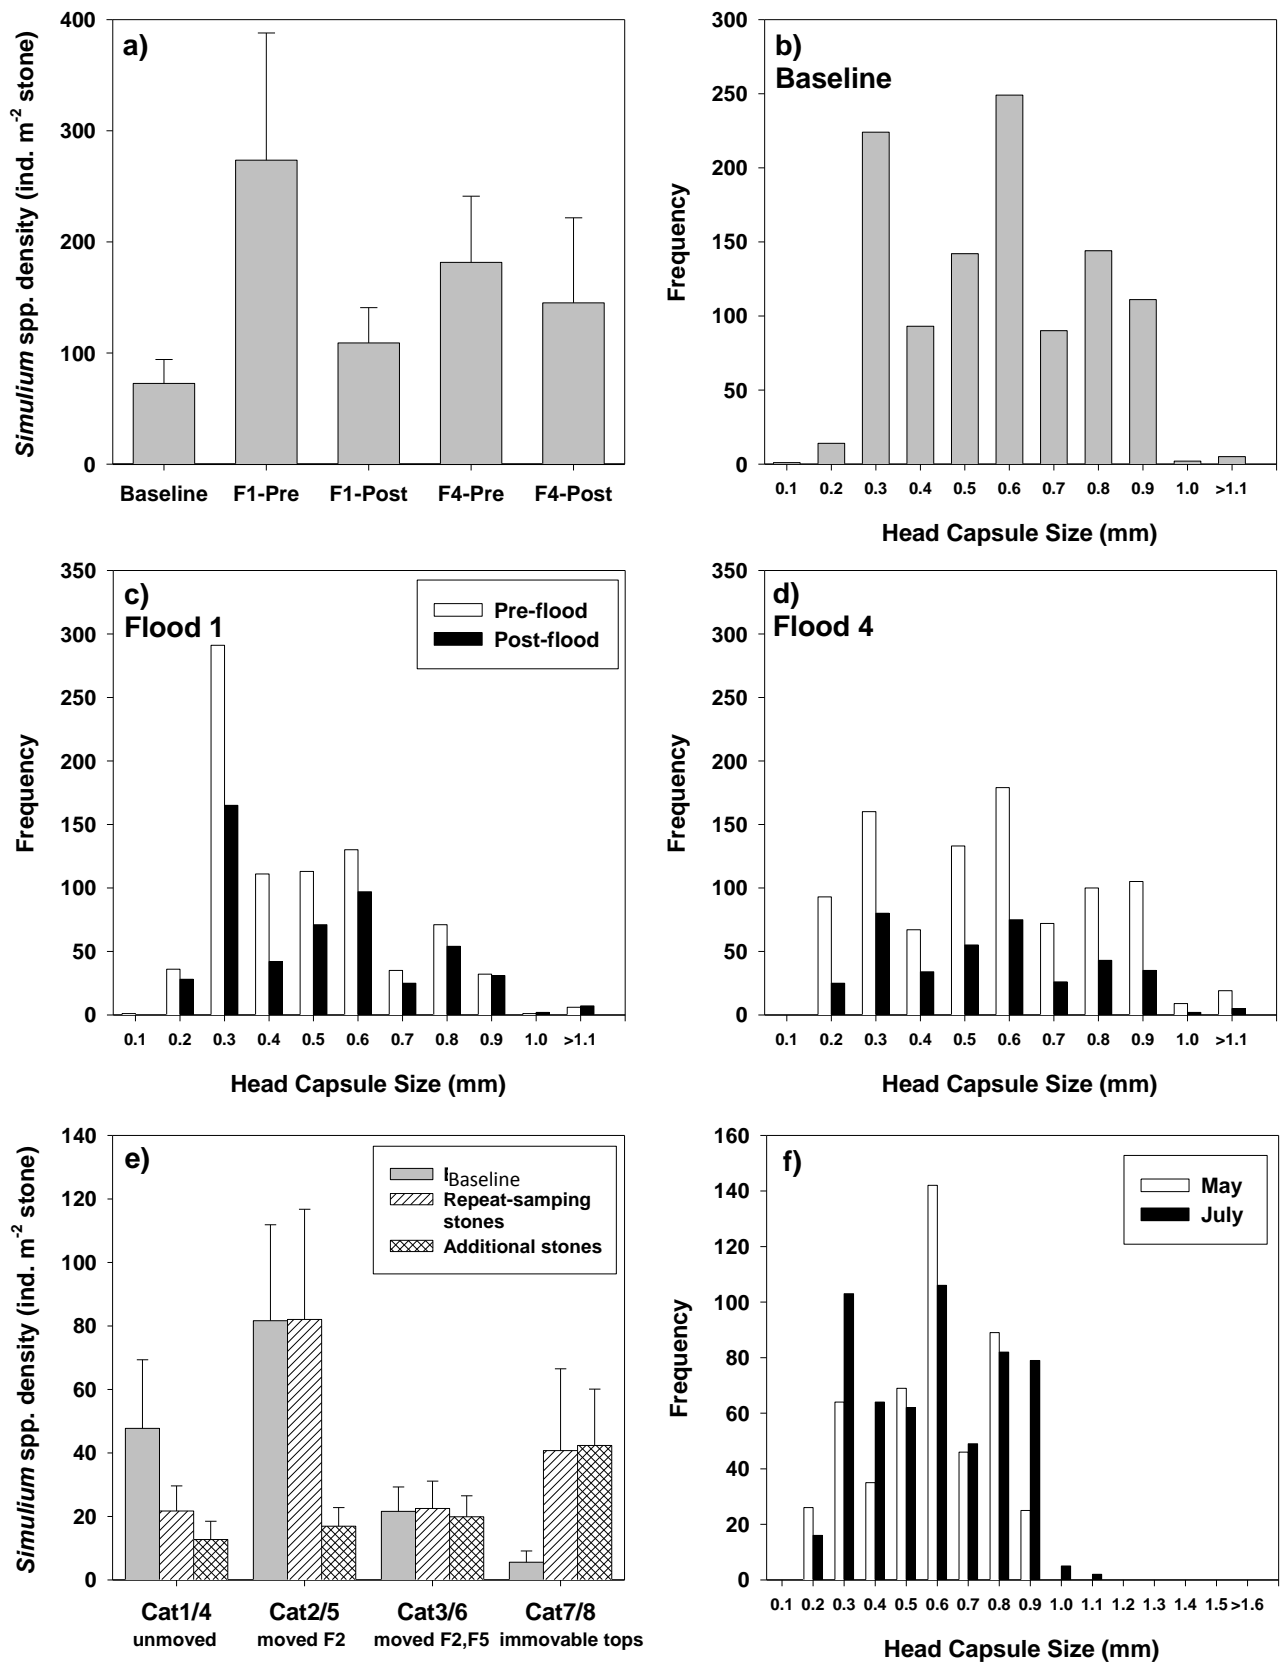 a)
Simulium spp. density (ind. m-2 stone)
400
300
200
100
0
Baseline F1-Pre F1-Post F4-Pre F4-Post
b)
Baseline
Frequency
300
250
200
150
100
50
0
0.1 0.2 0.3 0.4 0.5 0.6 0.7 0.8 0.9 1.0 >1.1
Head Capsule Size (mm)
c)
Flood 1
Pre-flood
Post-flood
Frequency
350
300
250
200
150
100
50
0
0.1 0.2 0.3 0.4 0.5 0.6 0.7 0.8 0.9 1.0 >1.1
Head Capsule Size (mm)
d)
Flood 4
Frequency
350
300
250
200
150
100
50
0
0.1 0.2 0.3 0.4 0.5 0.6 0.7 0.8 0.9 1.0 >1.1
Head Capsule Size (mm)
e)
Baseline
Repeat-samping
stones
Additional stones
Simulium spp. density (ind. m-2 stone)
140
120
100
80
60
40
20
0
Cat1/4 Cat2/5 Cat3/6 Cat7/8
unmoved moved F2 moved F2,F5 immovable tops
f)
May
July
Frequency
160
140
120
100
80
60
40
20
0
0.1 0.2 0.3 0.4 0.5 0.6 0.7 0.8 0.9 1.0 1.1 1.2 1.3 1.4 1.5 >1.6
Head Capsule Size (mm)